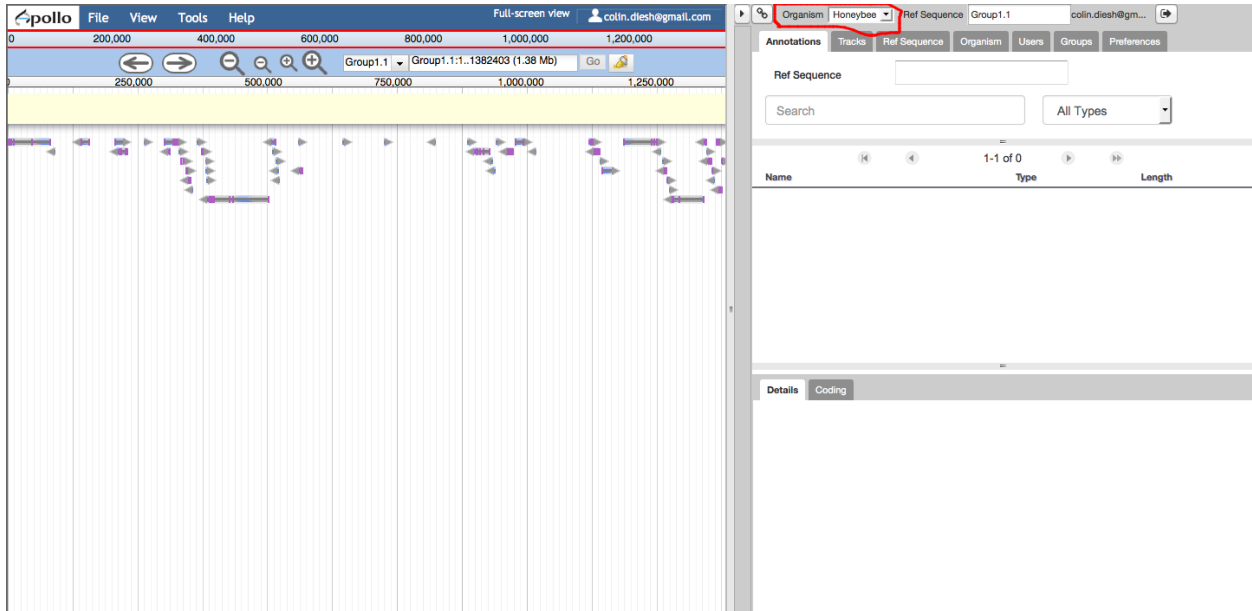 Apollo File View Tools Help Full-screen view colin.diesh@gmail.com
0 200,000 400,000 600,000 800,000 1,000,000 1,200,000
Group1.1 Group1.1:1..1382403 (1.38 Mb) Go
250,000 500,000 750,000 1,000,000 1,250,000
Organism Honeybee Ref Sequence Group1.1 colin.diesh@gm...
Annotations Tracks Ref Sequence Organism Users Groups Preferences
Ref Sequence
Search All Types
1-1 of 0
Name Type Length
Details Coding